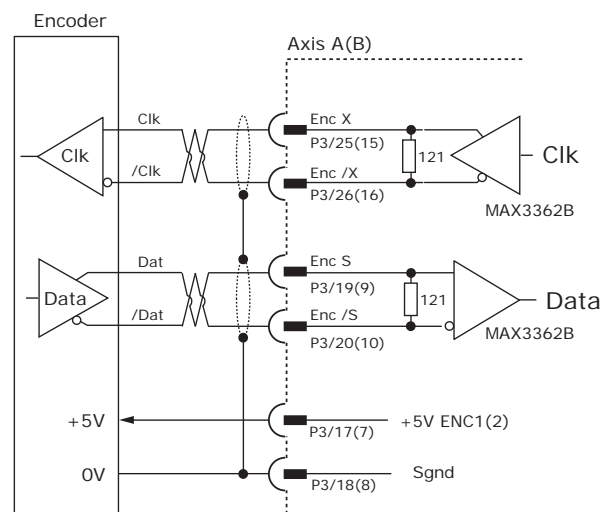 Encoder
Axis A(B)
Clk
Enc X
P3/25(15)
Clk
121
Clk
/Clk
Enc /X
P3/26(16)
MAX3362B
Dat
Enc S
P3/19(9)
Data
121
Data
/Dat
Enc /S
MAX3362B
P3/20(10)
+5V
+5V ENC1(2)
P3/17(7)
0V
Sgnd
P3/18(8)